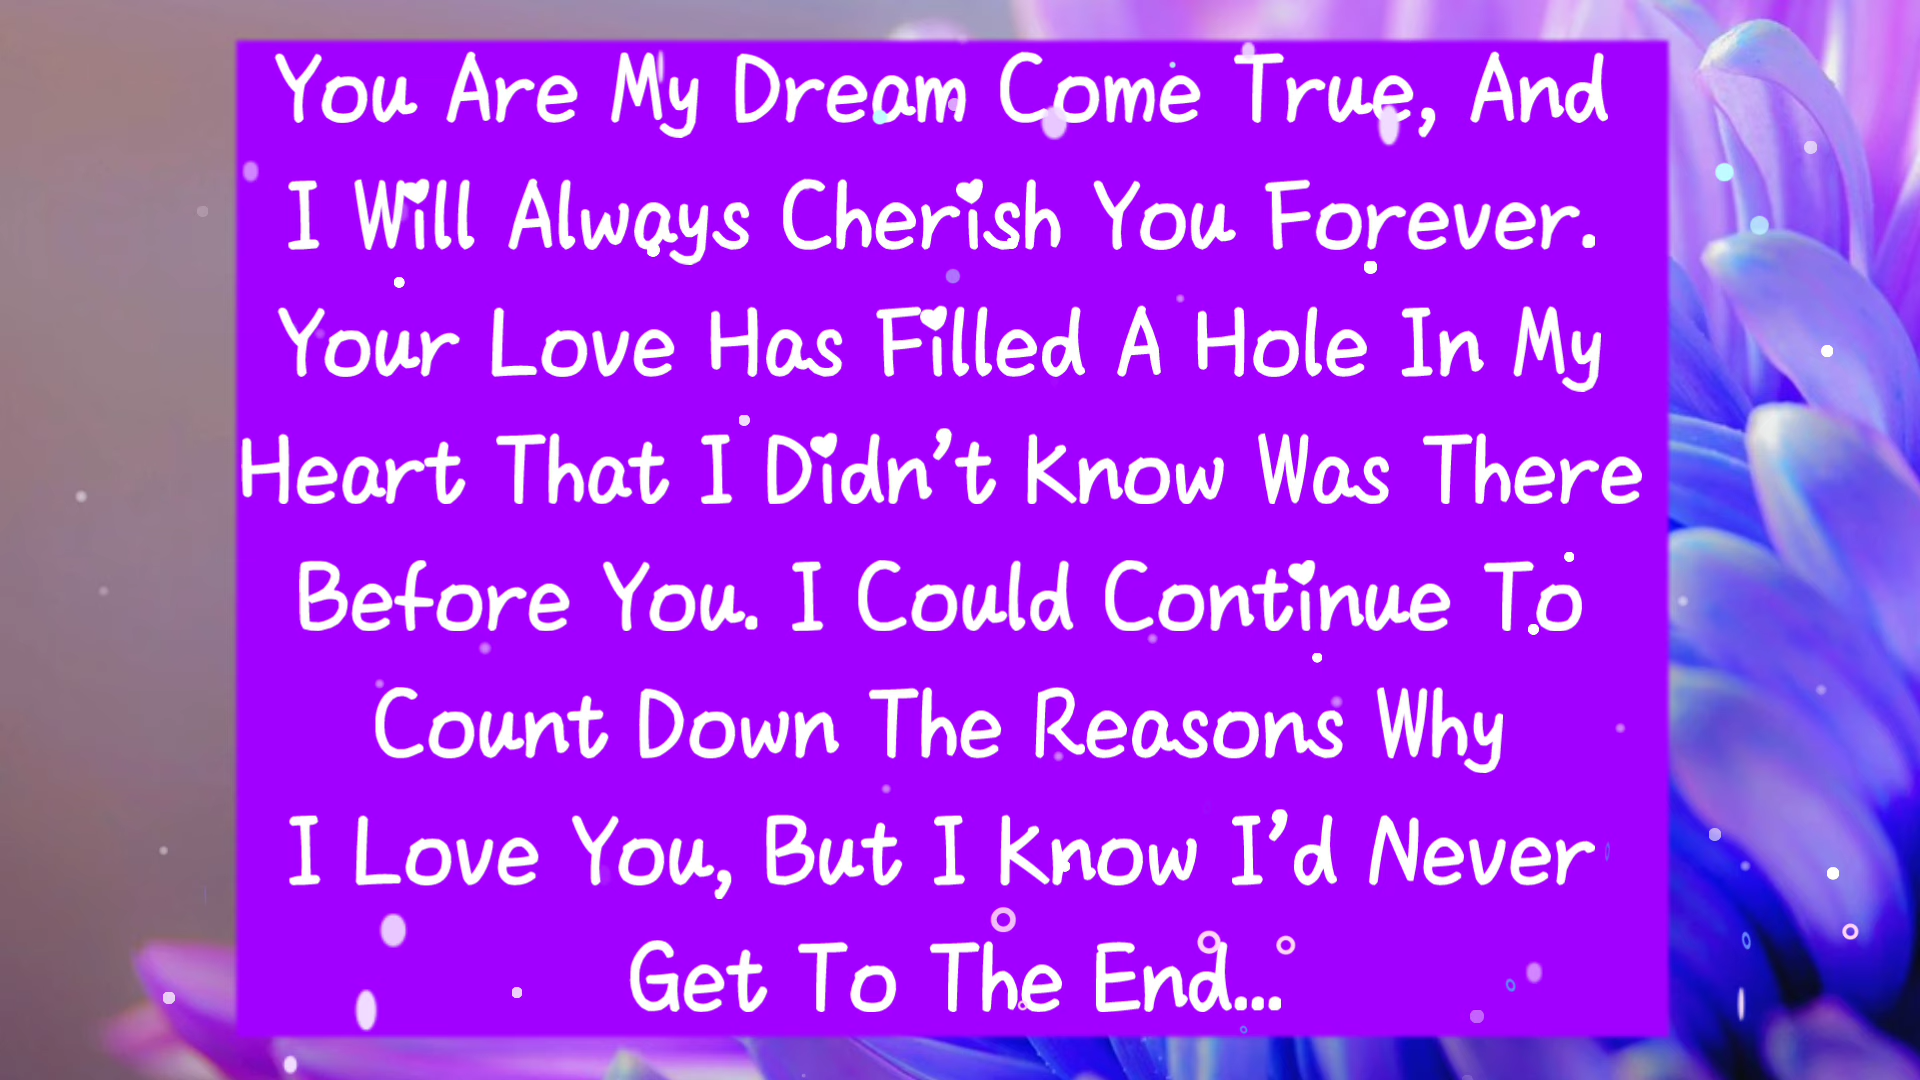 You Are My Dream Come True, And
I Will Always Cherish You Forever.
Your Love Has Filled A Hole In My
Heart That I Didn’t Know Was There
Before You. I Could Continue To
Count Down The Reasons Why
I Love You, But I Know I’d Never
Get To The End...